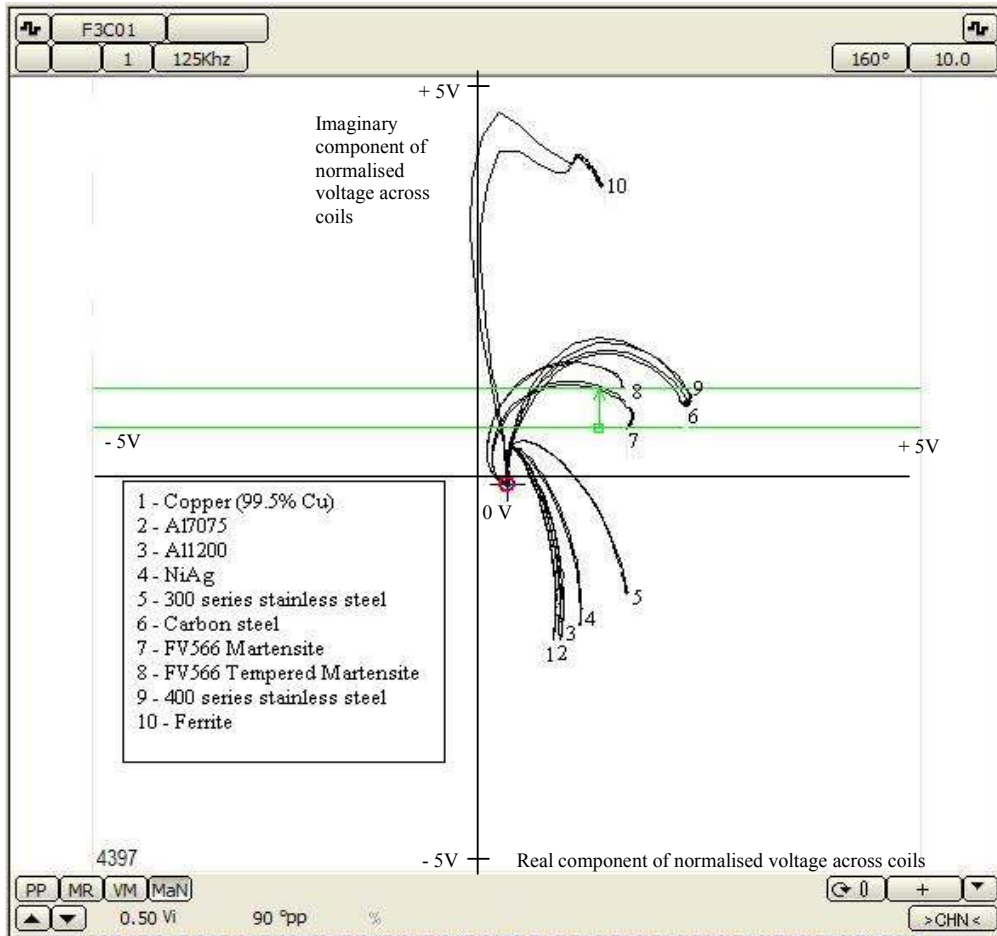 F3C01
1 125Khz 160° 10.0
+ 5V
Imaginary
component of
normalised
voltage across
coils
10
9
8
6
7
- 5V
+ 5V
0 V
1 - Copper (99.5% Cu)
2 - Al7075
3 - Al1200
4 - NiAg
5 - 300 series stainless steel
6 - Carbon steel
7 - FV566 Martensite
8 - FV566 Tempered Martensite
9 - 400 series stainless steel
10 - Ferrite
5
4
3
12
4397
- 5V
Real component of normalised voltage across coils
PP MR VM MaN 0 +
0.50 Vi 90 °pp % >CHN<